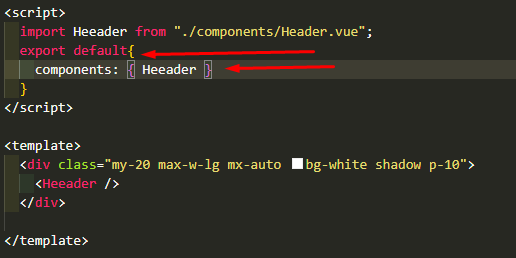 <script>
import Heeader from "./components/Header.vue";
export default{
components: { Heeader }
}
</script>
<template>
<div class="my-20 max-w-lg mx-auto bg-white shadow p-10">
<Heeader />
</div>
</template>